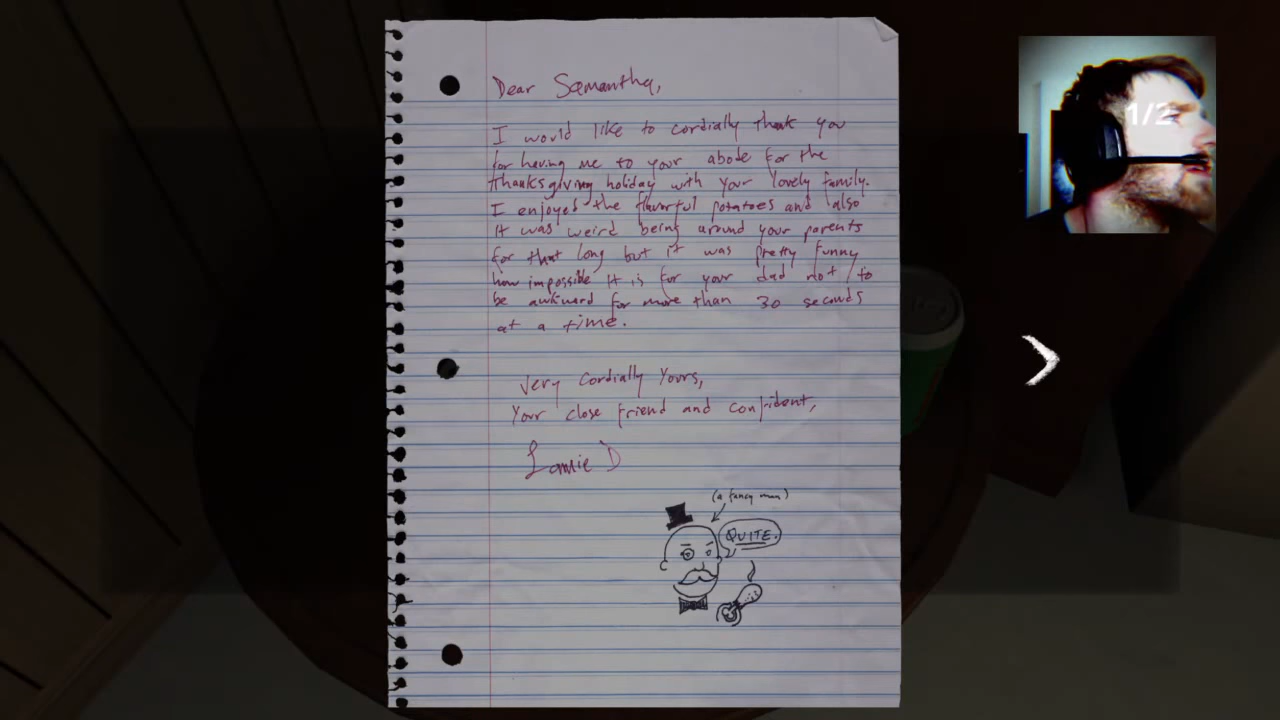 Dear Samantha,
I would like to cordially thank you
for having me to your abode for the
thanksgiving holiday with your lovely family.
I enjoyed the flavorful potatoes and also
it was weird being around your parents
for that long but it was pretty funny
how impossible it is for your dad not to
be awkward for more than 30 seconds
at a time.
Very Cordially Yours,
Your close friend and confident,
Lonnie D
(a fancy man)
QUITE.
1/2